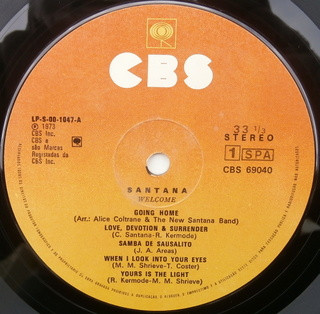 CBS
LP-S-00-1047-A
℗ 1973
CBS Inc.
CBS e
são Marcas
Registadas da
CBS Inc.
33 1/3
STEREO
1 SPA
CBS 69040
SANTANA
WELCOME
GOING HOME
(Arr.: Alice Coltrane & The New Santana Band)
LOVE, DEVOTION & SURRENDER
(C. Santana-R. Kermode)
SAMBA DE SAUSALITO
(J. A. Areas)
WHEN I LOOK INTO YOUR EYES
(M. M. Shrieve-T. Coster)
YOURS IS THE LIGHT
(R. Kermode-M. M. Shrieve)